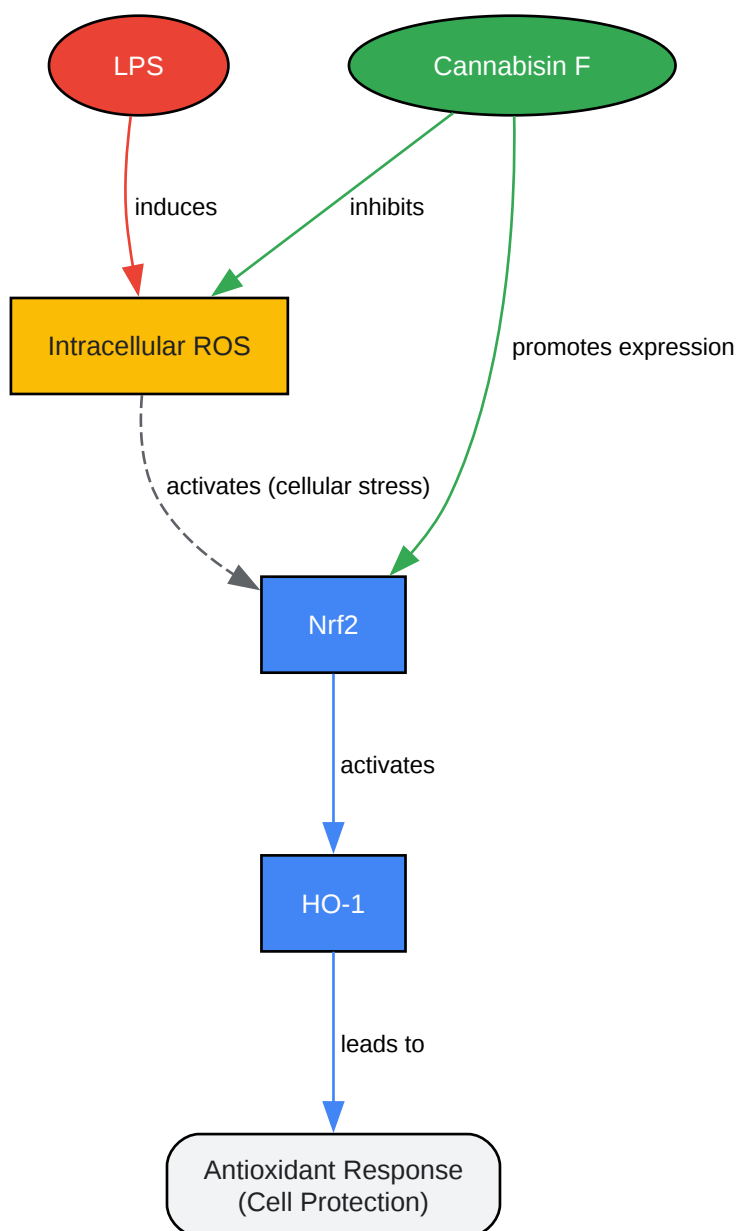 LPS
Cannabisin F
induces
inhibits
Intracellular ROS
promotes expression
activates (cellular stress)
Nrf2
activates
HO-1
leads to
Antioxidant Response
(Cell Protection)